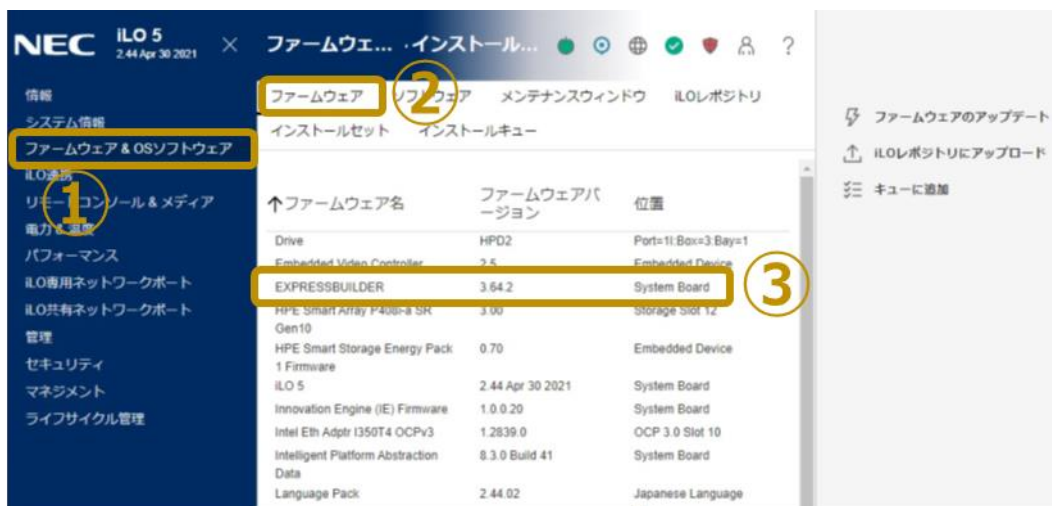 NEC iLO 5
2.44 Apr 30 2021
×
ファームウェ... ・インストール...
?
情報
システム情報
ファームウェア & OSソフトウェア
iLO連携
リモートコンソール & メディア
電力 & 温度
パフォーマンス
iLO専用ネットワークポート
iLO共有ネットワークポート
管理
セキュリティ
マネジメント
ライフサイクル管理
①
ファームウェア ソフトウェア メンテナンスウィンドウ iLOレポジトリ
②
インストールセット インストールキュー
↑ファームウェア名 ファームウェアバージョン 位置
Drive HPD2 Port=1I:Box=3:Bay=1
Embedded Video Controller 2.5 Embedded Device
EXPRESSBUILDER 3.64.2 System Board
③
HPE Smart Array P408i-a SR Gen10 3.00 Storage Slot 12
HPE Smart Storage Energy Pack 1 Firmware 0.70 Embedded Device
iLO 5 2.44 Apr 30 2021 System Board
Innovation Engine (IE) Firmware 1.0.0.20 System Board
Intel Eth Adptr I350T4 OCPv3 1.2839.0 OCP 3.0 Slot 10
Intelligent Platform Abstraction Data 8.3.0 Build 41 System Board
Language Pack 2.44.02 Japanese Language
ファームウェアのアップデート
iLOレポジトリにアップロード
キューに追加